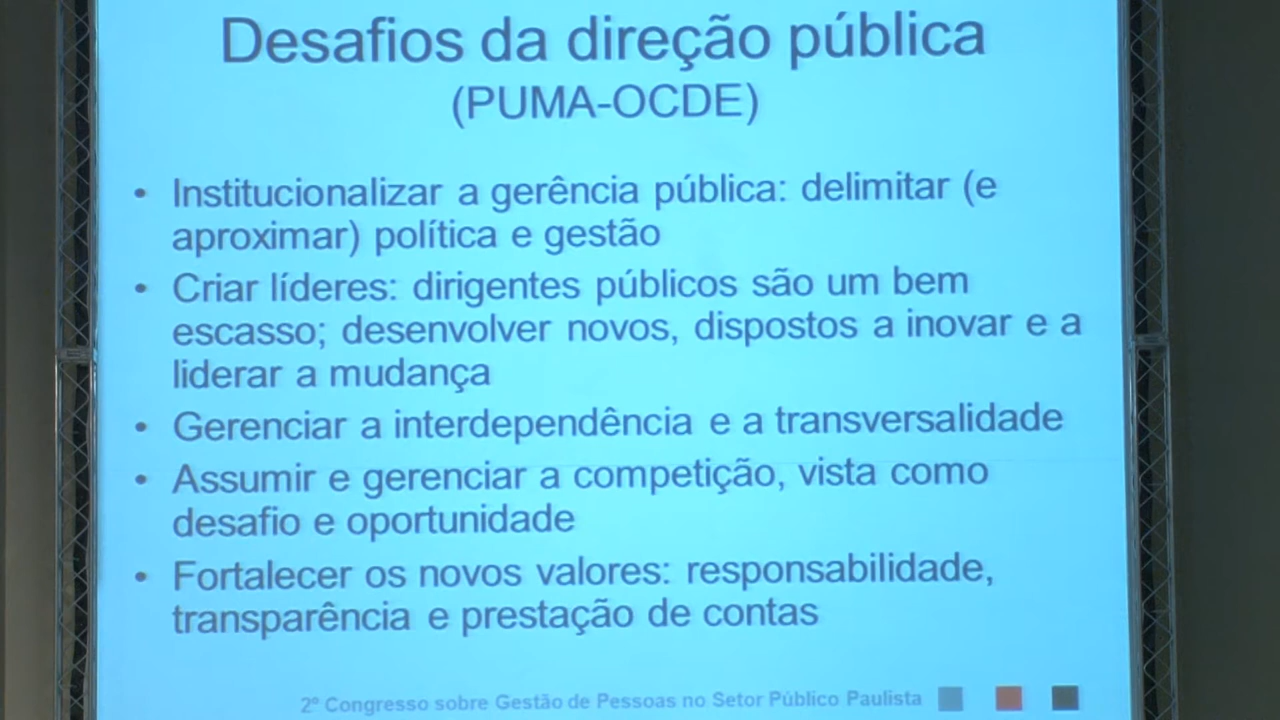 Desafios da direção pública
(PUMA-OCDE)
• Institucionalizar a gerência pública: delimitar (e
aproximar) política e gestão
• Criar líderes: dirigentes públicos são um bem
escasso; desenvolver novos, dispostos a inovar e a
liderar a mudança
• Gerenciar a interdependência e a transversalidade
• Assumir e gerenciar a competição, vista como
desafio e oportunidade
• Fortalecer os novos valores: responsabilidade,
transparência e prestação de contas
2º Congresso sobre Gestão de Pessoas no Setor Público Paulista